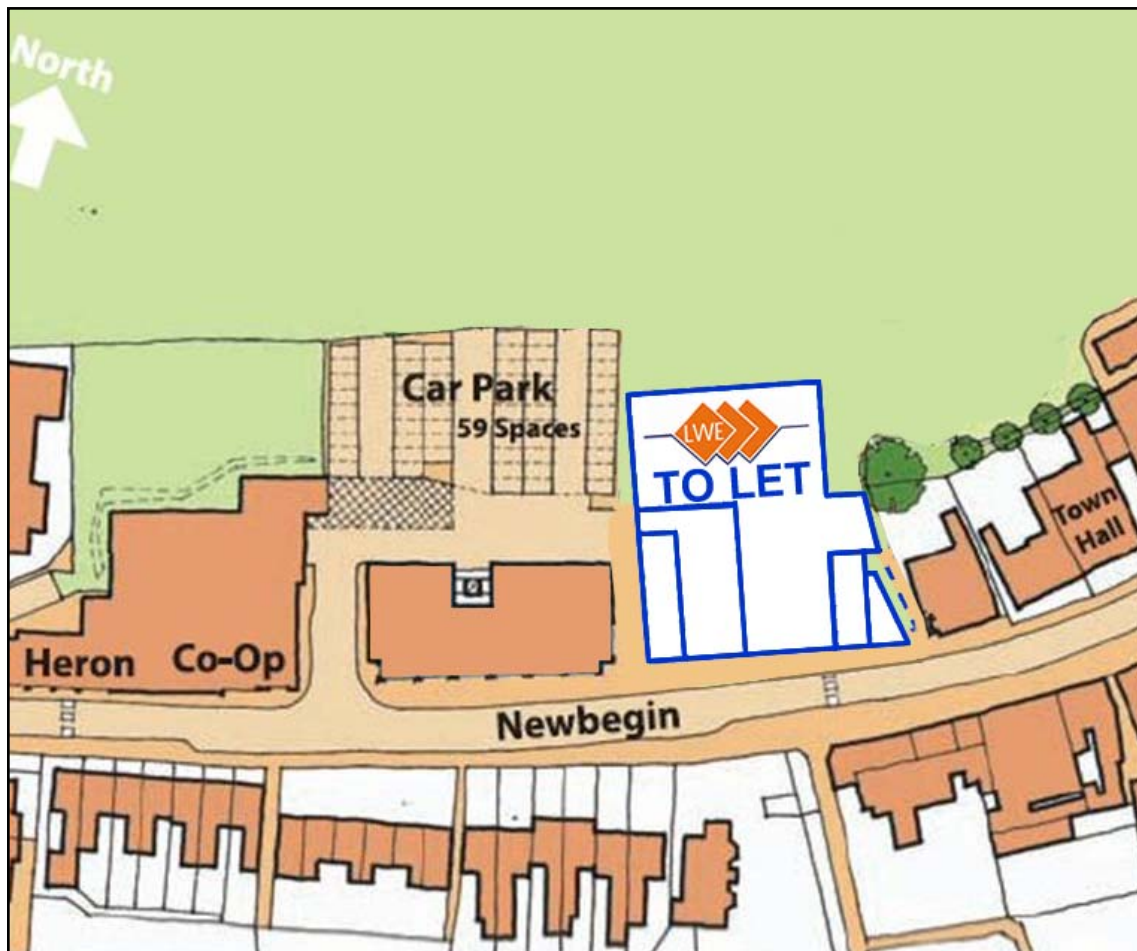 North
Car Park
59 Spaces
LWE
TO LET
Town
Hall
Heron Co-Op
Newbegin